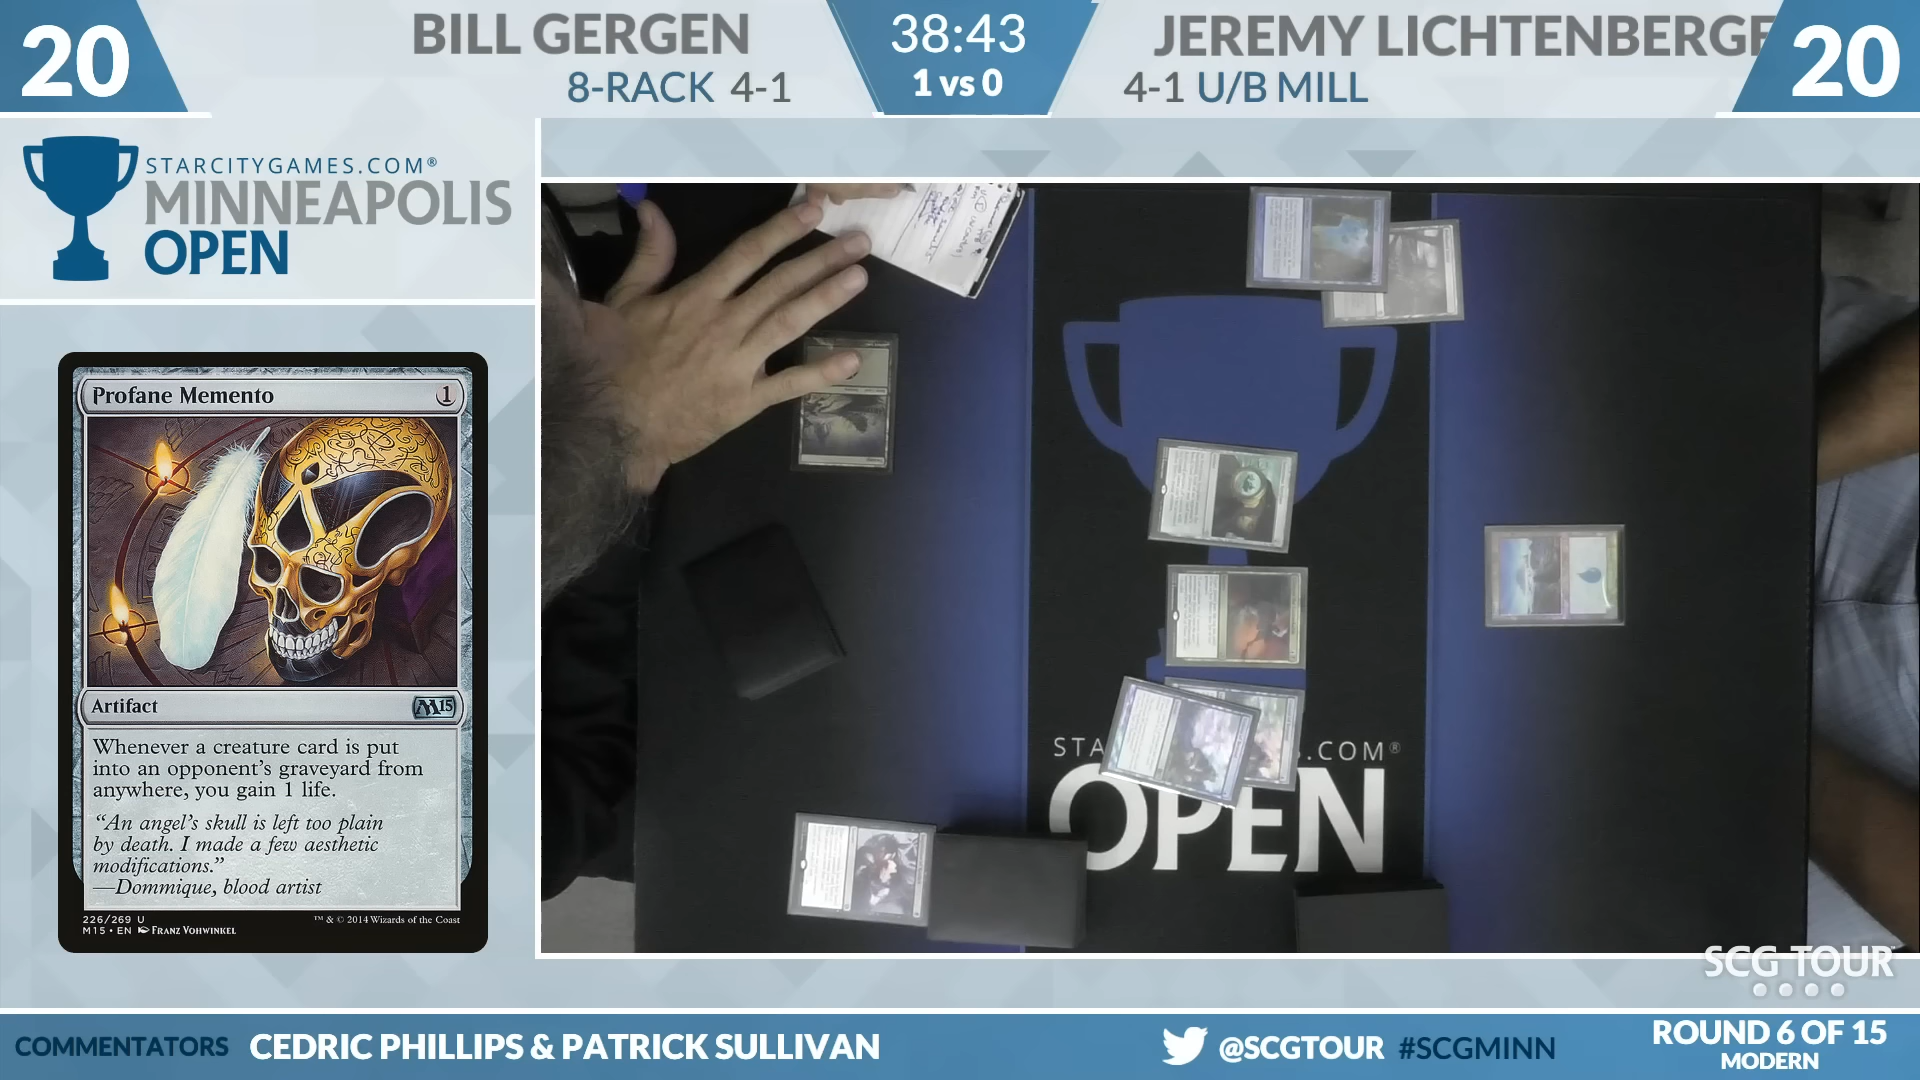 20
BILL GERGEN
8-RACK 4-1
38:43
1 vs 0
JEREMY LICHTENBERGE
4-1 U/B MILL
20
STARCITYGAMES.COM®
MINNEAPOLIS
OPEN
Profane Memento 1
Artifact M15
Whenever a creature card is put
into an opponent's graveyard from
anywhere, you gain 1 life.
“An angel's skull is left too plain
by death. I made a few aesthetic
modifications.”
—Dommique, blood artist
226/269 U
M15 • EN FRANZ VOHWINKEL
™ & © 2014 Wizards of the Coast
STA .COM®
OPEN
SCG TOUR
COMMENTATORS CEDRIC PHILLIPS & PATRICK SULLIVAN
@SCGTOUR #SCGMINN
ROUND 6 OF 15
MODERN